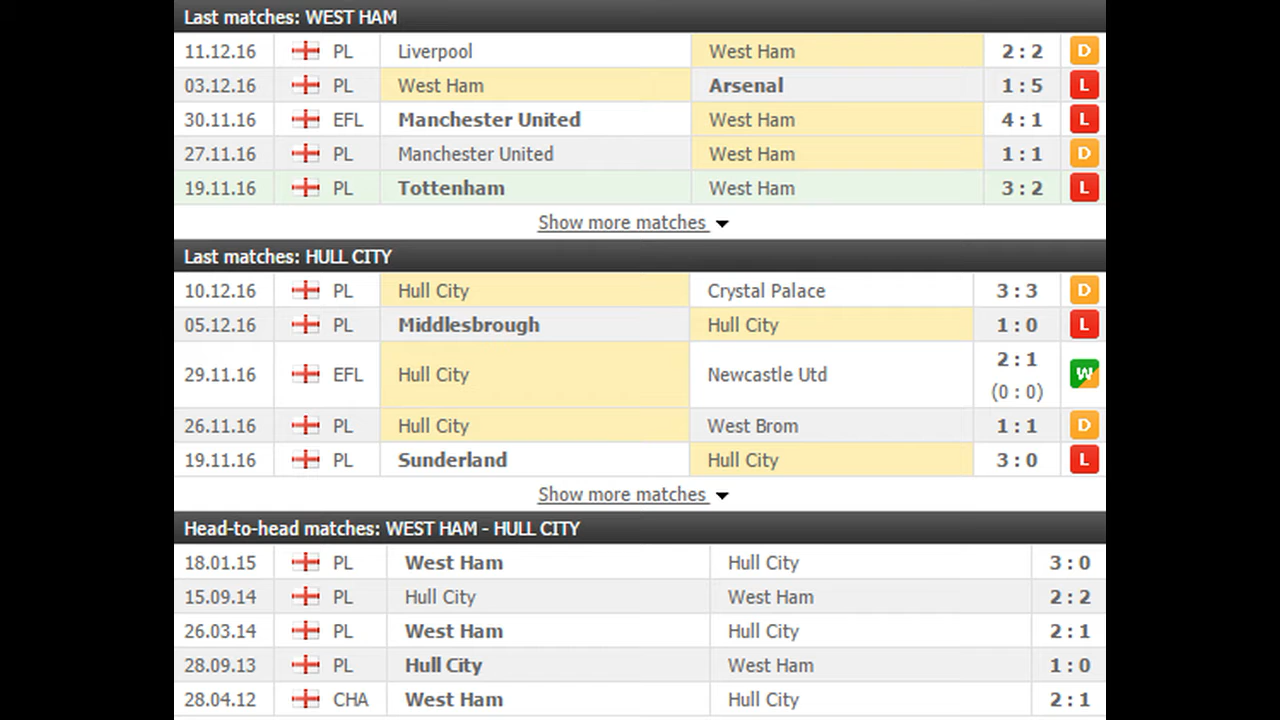 Last matches: WEST HAM
11.12.16 PL Liverpool West Ham 2 : 2 D
03.12.16 PL West Ham Arsenal 1 : 5 L
30.11.16 EFL Manchester United West Ham 4 : 1 L
27.11.16 PL Manchester United West Ham 1 : 1 D
19.11.16 PL Tottenham West Ham 3 : 2 L
Show more matches
Last matches: HULL CITY
10.12.16 PL Hull City Crystal Palace 3 : 3 D
05.12.16 PL Middlesbrough Hull City 1 : 0 L
29.11.16 EFL Hull City Newcastle Utd 2 : 1 W
(0 : 0)
26.11.16 PL Hull City West Brom 1 : 1 D
19.11.16 PL Sunderland Hull City 3 : 0 L
Show more matches
Head-to-head matches: WEST HAM - HULL CITY
18.01.15 PL West Ham Hull City 3 : 0
15.09.14 PL Hull City West Ham 2 : 2
26.03.14 PL West Ham Hull City 2 : 1
28.09.13 PL Hull City West Ham 1 : 0
28.04.12 CHA West Ham Hull City 2 : 1